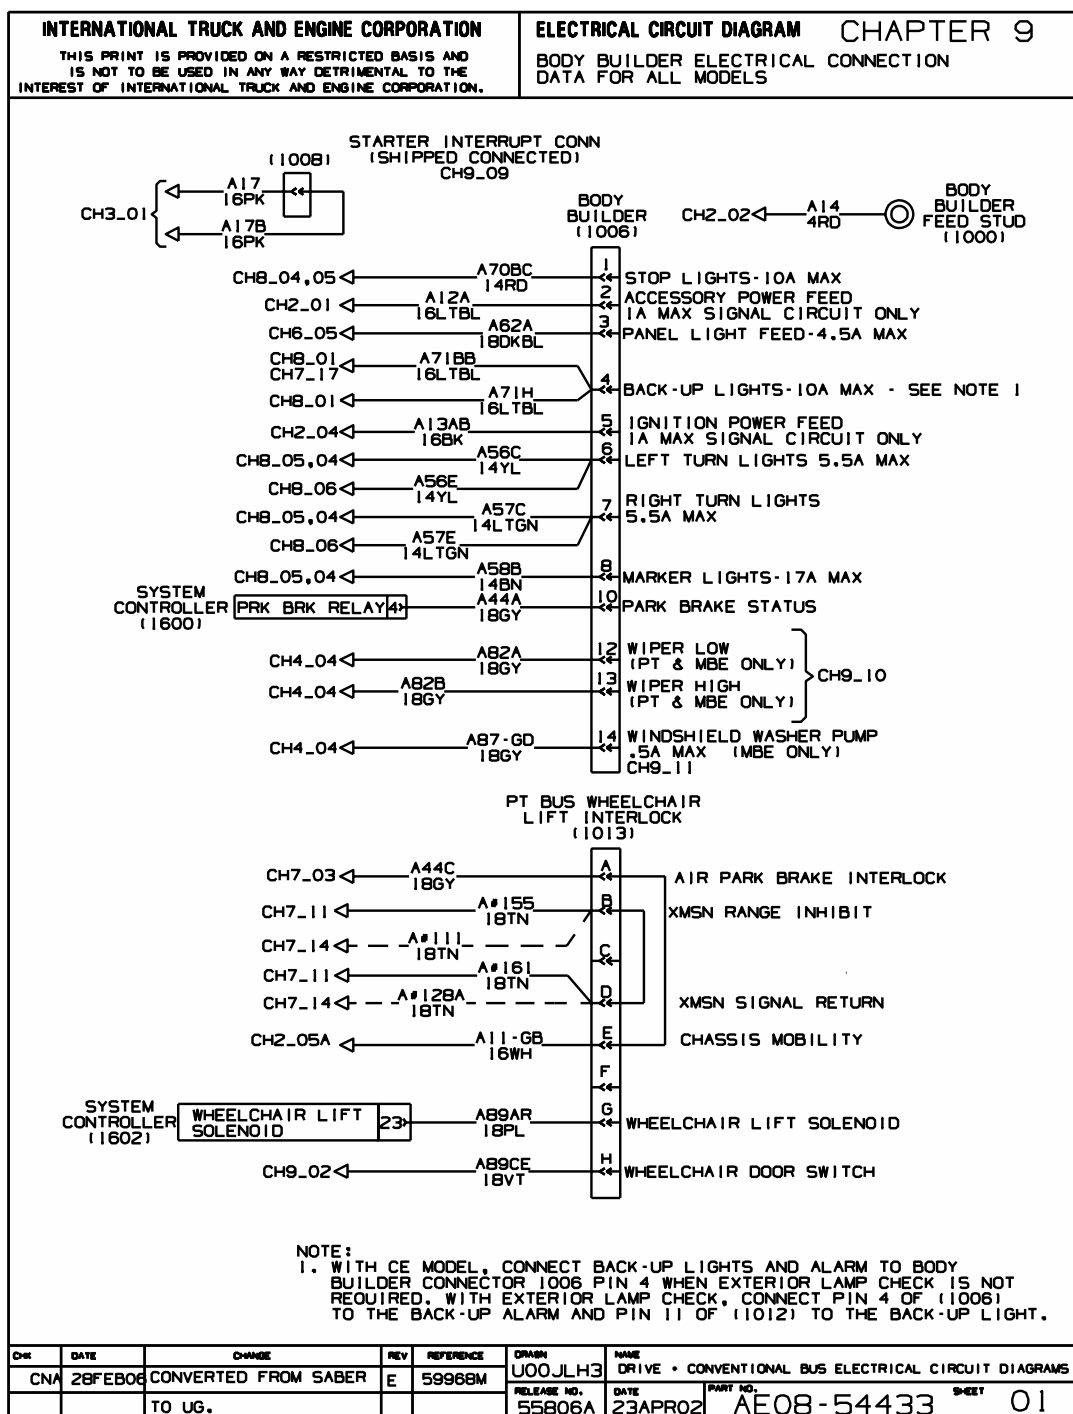 INTERNATIONAL TRUCK AND ENGINE CORPORATION
THIS PRINT IS PROVIDED ON A RESTRICTED BASIS AND
IS NOT TO BE USED IN ANY WAY DETRIMENTAL TO THE
INTEREST OF INTERNATIONAL TRUCK AND ENGINE CORPORATION.
ELECTRICAL CIRCUIT DIAGRAM CHAPTER 9
BODY BUILDER ELECTRICAL CONNECTION
DATA FOR ALL MODELS
STARTER INTERRUPT CONN
(SHIPPED CONNECTED)
CH9_09
(1008)
CH3_01
A17
16PK
A17B
16PK
BODY
BUILDER
(1006)
CH2_02
A14
4RD
BODY
BUILDER
FEED STUD
(1000)
CH8_04,05 A70BC 1 STOP LIGHTS-10A MAX
14RD
CH2_01 A12A 2 ACCESSORY POWER FEED
16LTBL 1A MAX SIGNAL CIRCUIT ONLY
CH6_05 A62A 3 PANEL LIGHT FEED-4.5A MAX
18DKBL
CH8_01
CH7_17
A71BB
16LTBL
4 BACK-UP LIGHTS-10A MAX - SEE NOTE 1
CH8_01 A71H
16LTBL
CH2_04 A13AB 5 IGNITION POWER FEED
16BK 1A MAX SIGNAL CIRCUIT ONLY
CH8_05,04 A56C 6 LEFT TURN LIGHTS 5.5A MAX
14YL
CH8_06 A56E
14YL
CH8_05,04 A57C 7 RIGHT TURN LIGHTS
14LTGN 5.5A MAX
CH8_06 A57E
14LTGN
CH8_05,04 A58B 8 MARKER LIGHTS-17A MAX
14BN
SYSTEM
CONTROLLER
(1600)
PRK BRK RELAY 4 A44A 10 PARK BRAKE STATUS
18GY
CH4_04 A82A 12 WIPER LOW
18GY (PT & MBE ONLY)
CH9_10
CH4_04 A82B 13 WIPER HIGH
18GY (PT & MBE ONLY)
CH4_04 A87-GD 14 WINDSHIELD WASHER PUMP
18GY .5A MAX (MBE ONLY)
CH9_11
PT BUS WHEELCHAIR
LIFT INTERLOCK
(1013)
CH7_03 A44C A AIR PARK BRAKE INTERLOCK
18GY
CH7_11 A#155 B XMSN RANGE INHIBIT
18TN
CH7_14 A#111
18TN
C
CH7_11 A#161
18TN
CH7_14 A#128A D XMSN SIGNAL RETURN
18TN
CH2_05A A11-GB E CHASSIS MOBILITY
16WH
F
SYSTEM
CONTROLLER
(1602)
WHEELCHAIR LIFT
SOLENOID
23 A89AR G WHEELCHAIR LIFT SOLENOID
18PL
CH9_02 A89CE H WHEELCHAIR DOOR SWITCH
18VT
NOTE:
1. WITH CE MODEL, CONNECT BACK-UP LIGHTS AND ALARM TO BODY
BUILDER CONNECTOR 1006 PIN 4 WHEN EXTERIOR LAMP CHECK IS NOT
REQUIRED. WITH EXTERIOR LAMP CHECK, CONNECT PIN 4 OF (1006)
TO THE BACK-UP ALARM AND PIN 11 OF (1012) TO THE BACK-UP LIGHT.
CHK DATE CHANGE REV REFERENCE DRAWN NAME
CNA 28FEB06 CONVERTED FROM SABER E 59968M U00JLH3 DRIVE • CONVENTIONAL BUS ELECTRICAL CIRCUIT DIAGRAMS
TO UG.
RELEASE NO. DATE PART NO. SHEET
55806A 23APR02 AE08-54433 01